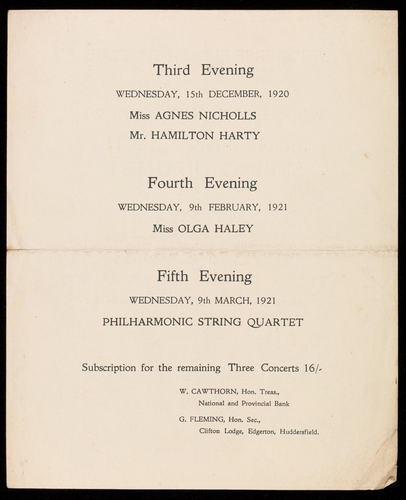 Third Evening
WEDNESDAY, 15th DECEMBER, 1920
Miss AGNES NICHOLLS
Mr. HAMILTON HARTY
Fourth Evening
WEDNESDAY, 9th FEBRUARY, 1921
Miss OLGA HALEY
Fifth Evening
WEDNESDAY, 9th MARCH, 1921
PHILHARMONIC STRING QUARTET
Subscription for the remaining Three Concerts 16/-
W. CAWTHORN, Hon. Treas.,
National and Provincial Bank
G. FLEMING, Hon. Sec.,
Clifton Lodge, Edgerton, Huddersfield.